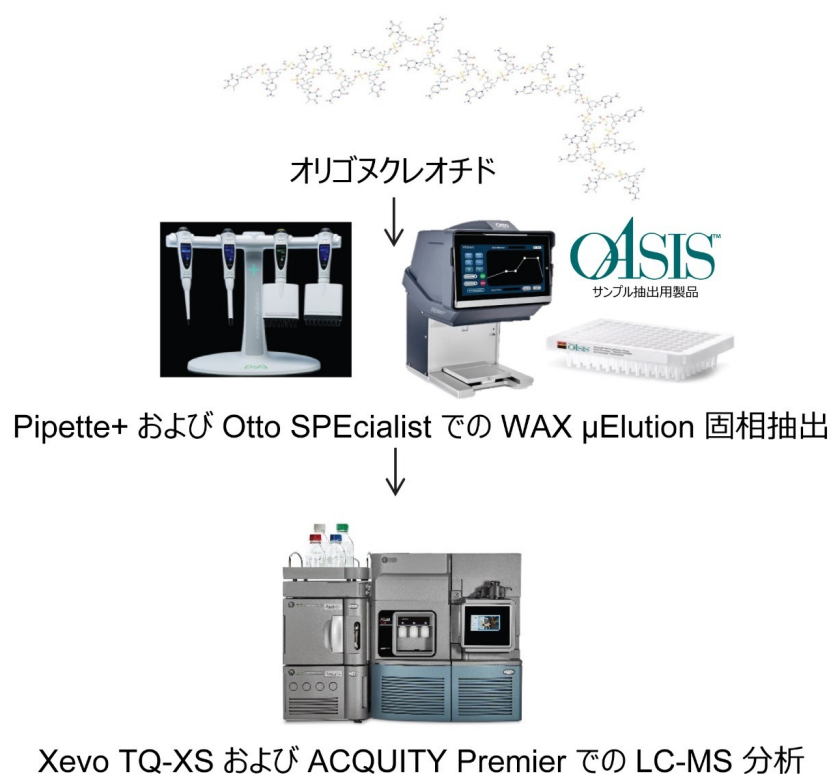 オリゴヌクレオチド
OASIS™
サンプル抽出用製品
OASIS
Pipette+ および Otto SPEcialist での WAX µElution 固相抽出
Xevo TQ-XS および ACQUITY Premier での LC-MS 分析